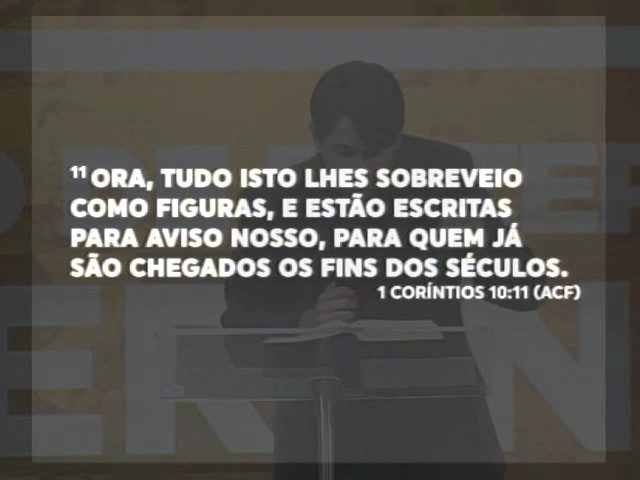 ¹¹ ORA, TUDO ISTO LHES SOBREVEIO
COMO FIGURAS, E ESTÃO ESCRITAS
PARA AVISO NOSSO, PARA QUEM JÁ
SÃO CHEGADOS OS FINS DOS SÉCULOS.
1 CORÍNTIOS 10:11 (ACF)